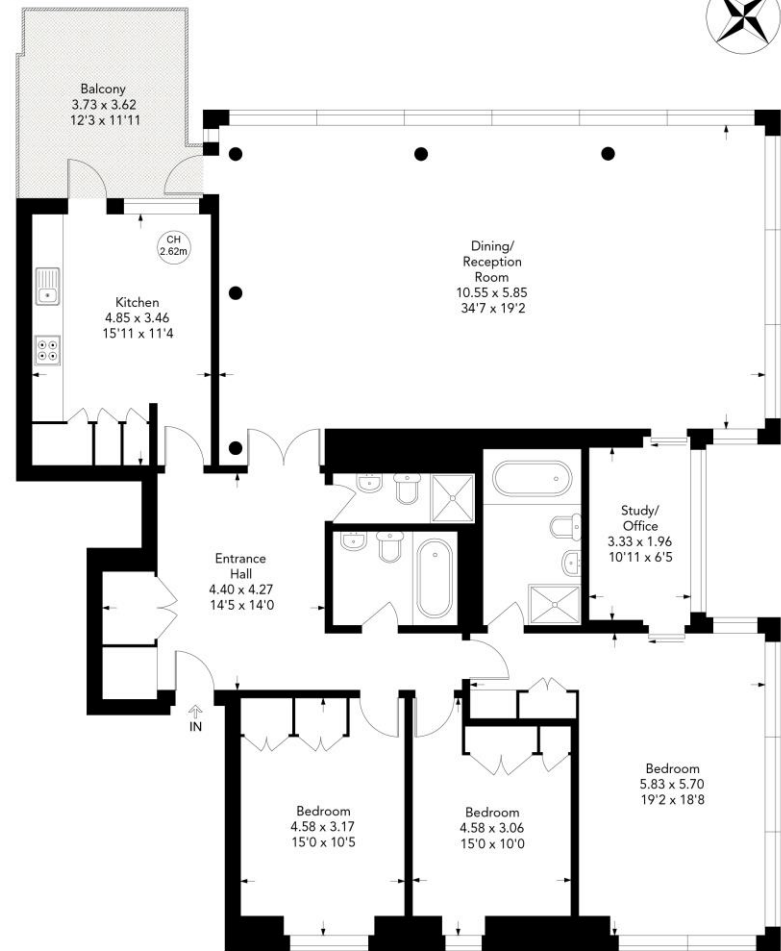 Balcony
3.73 x 3.62
12'3 x 11'11
CH
2.62m
Kitchen
4.85 x 3.46
15'11 x 11'4
Dining/
Reception
Room
10.55 x 5.85
34'7 x 19'2
Study/
Office
3.33 x 1.96
10'11 x 6'5
Entrance
Hall
4.40 x 4.27
14'5 x 14'0
IN
Bedroom
4.58 x 3.17
15'0 x 10'5
Bedroom
4.58 x 3.06
15'0 x 10'0
Bedroom
5.83 x 5.70
19'2 x 18'8